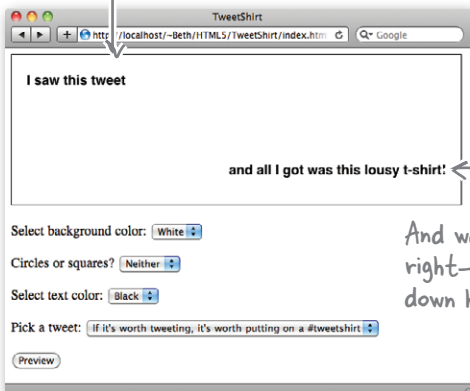 TweetShirt
http://localhost/~Beth/HTML5/TweetShirt/index.htm
Google
I saw this tweet
and all I got was this lousy t-shirt!
Select background color: White
And w
Circles or squares? Neither
right—
Select text color: Black
down
Pick a tweet: If it's worth tweeting, it's worth putting on a #tweetshirt
Preview